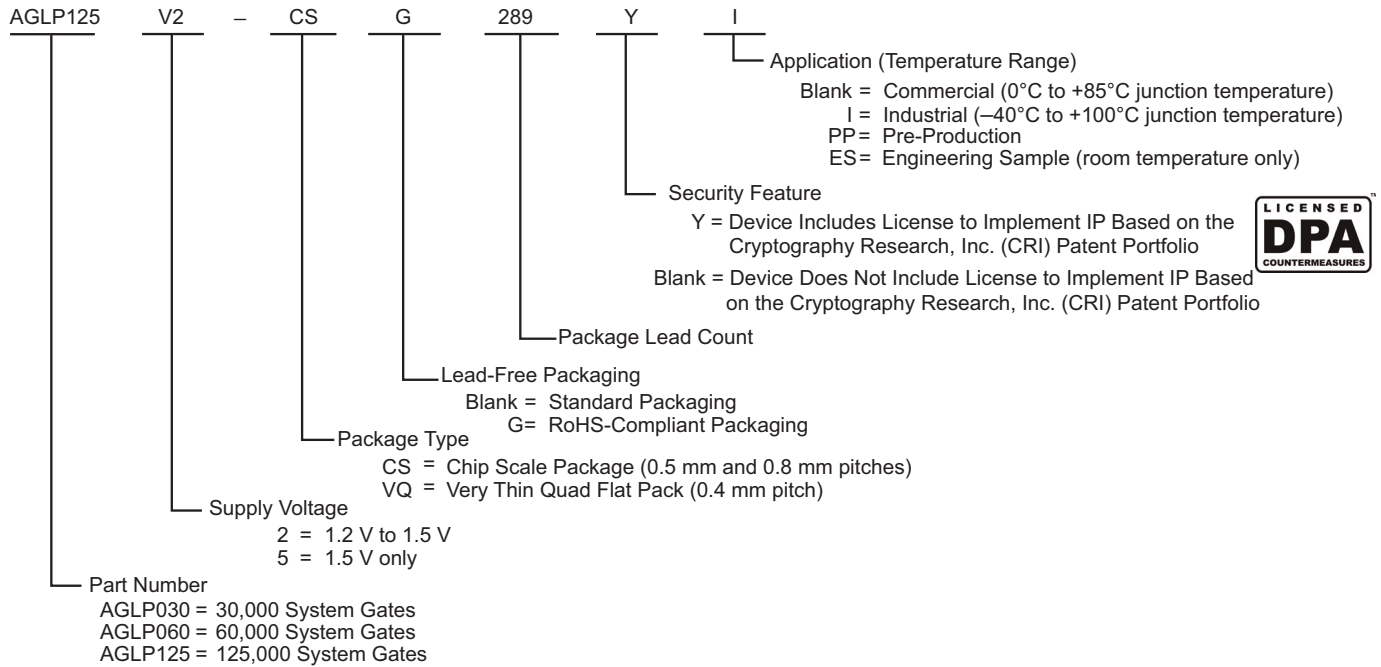 AGLP125 V2 – CS G 289 Y I
Application (Temperature Range)
Blank = Commercial (0°C to +85°C junction temperature)
I = Industrial (–40°C to +100°C junction temperature)
PP= Pre-Production
ES= Engineering Sample (room temperature only)
Security Feature
Y = Device Includes License to Implement IP Based on the
Cryptography Research, Inc. (CRI) Patent Portfolio
Blank = Device Does Not Include License to Implement IP Based
on the Cryptography Research, Inc. (CRI) Patent Portfolio
LICENSED
DPA
COUNTERMEASURES
™
Package Lead Count
Lead-Free Packaging
Blank = Standard Packaging
G= RoHS-Compliant Packaging
Package Type
CS = Chip Scale Package (0.5 mm and 0.8 mm pitches)
VQ = Very Thin Quad Flat Pack (0.4 mm pitch)
Supply Voltage
2 = 1.2 V to 1.5 V
5 = 1.5 V only
Part Number
AGLP030 = 30,000 System Gates
AGLP060 = 60,000 System Gates
AGLP125 = 125,000 System Gates